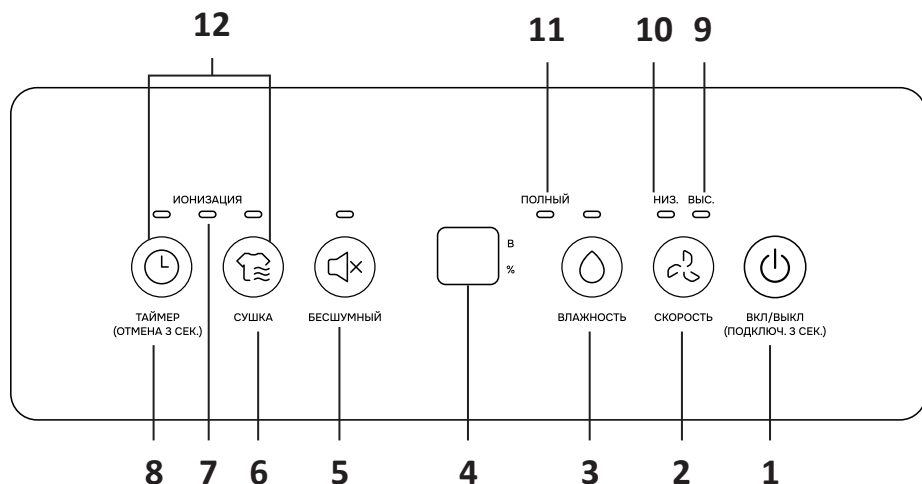 12 11 10 9
ИОНИЗАЦИЯ ПОЛНЫЙ НИЗ. ВЫС.
В
%
ТАЙМЕР СУШКА БЕСШУМНЫЙ ВЛАЖНОСТЬ СКОРОСТЬ ВКЛ/ВЫКЛ
(ОТМЕНА 3 СЕК.) (ПОДКЛЮЧ. 3 СЕК.)
8 7 6 5 4 3 2 1